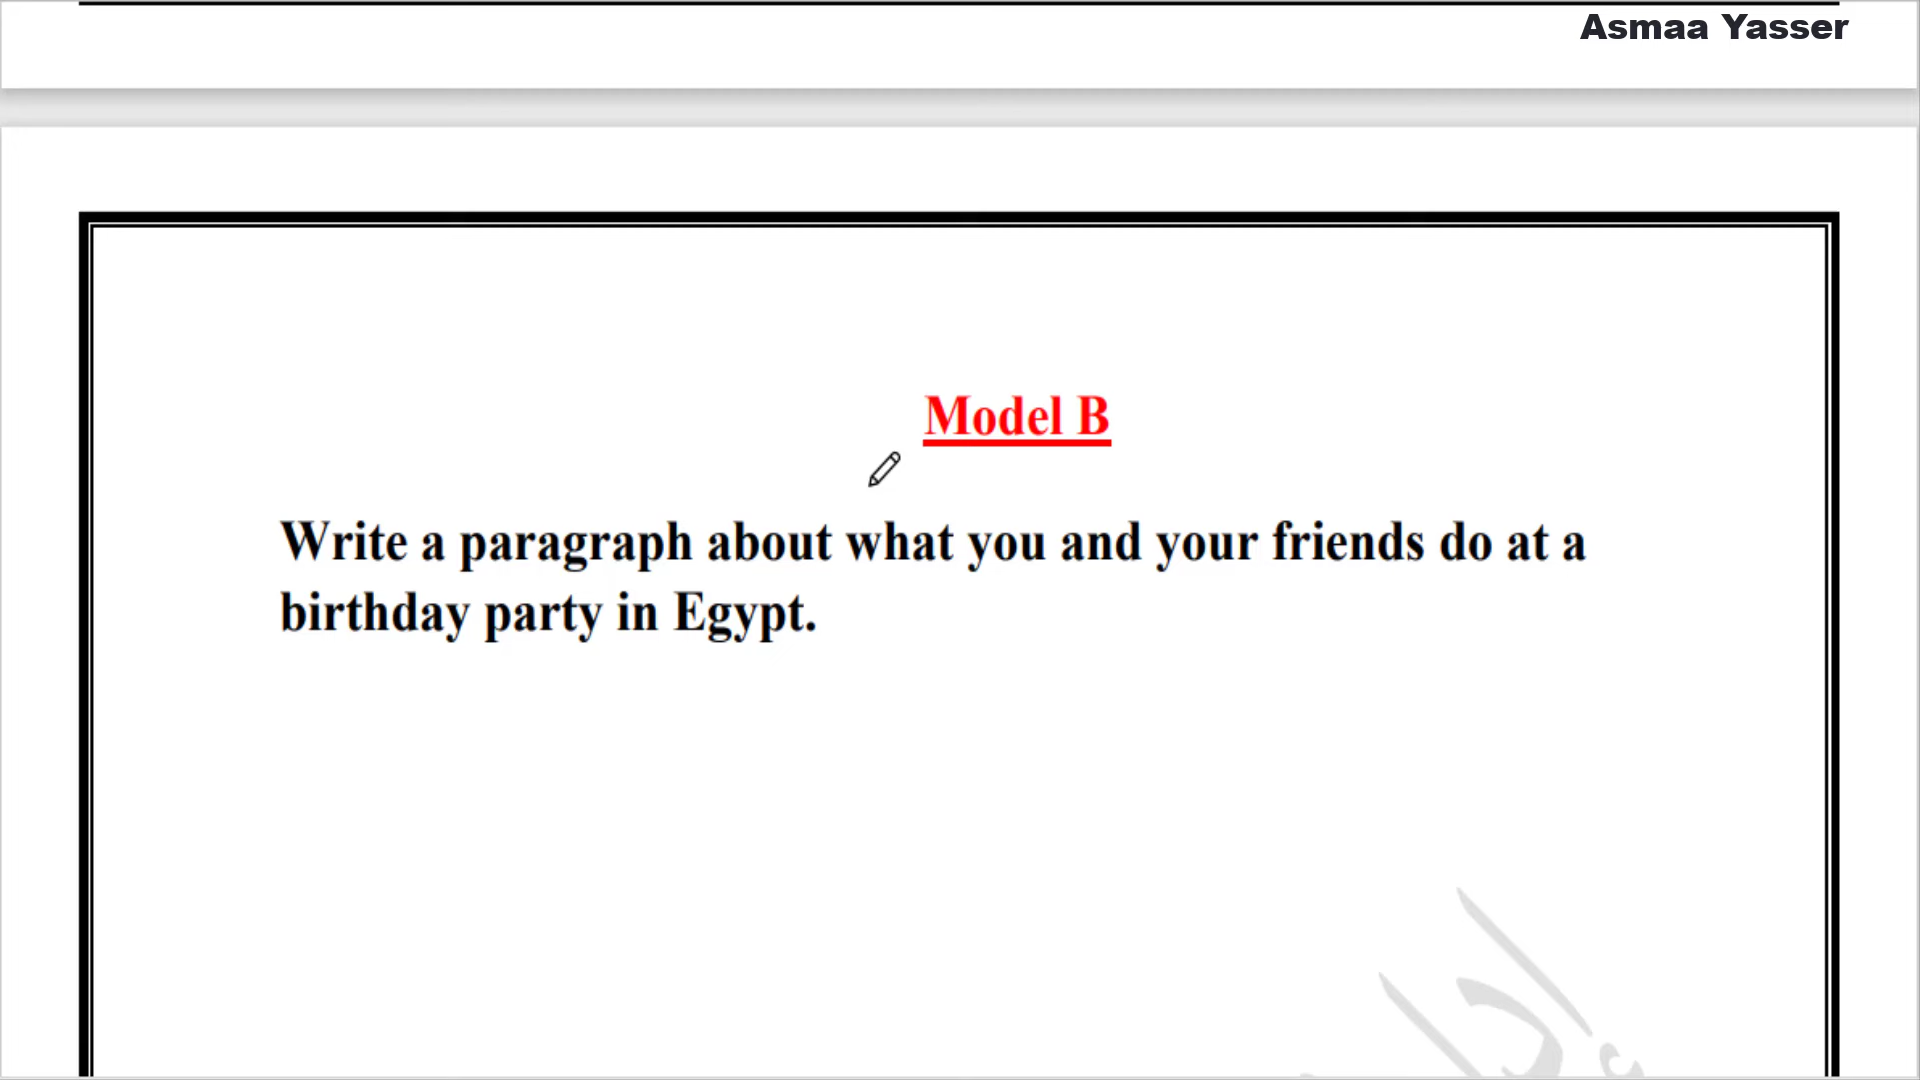 Asmaa Yasser
Model B
Write a paragraph about what you and your friends do at a
birthday party in Egypt.